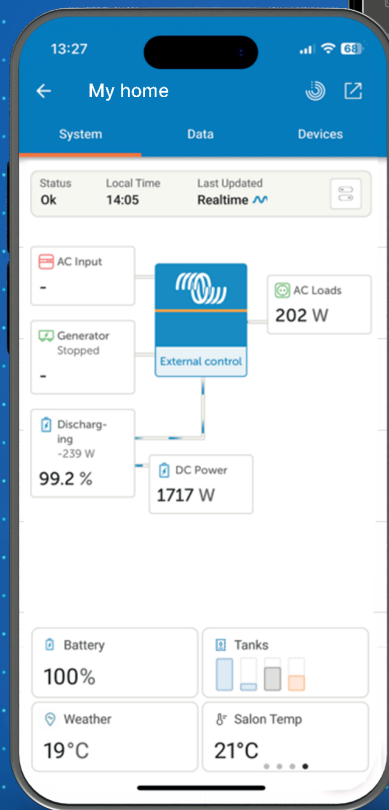 13:27
68
My home
System Data Devices
Status Local Time Last Updated
Ok 14:05 Realtime
AC Input
-
AC Loads
202 W
Generator
Stopped
-
External control
Discharg-
ing
-239 W
99.2 %
DC Power
1717 W
Battery
100%
Tanks
Weather
19°C
Salon Temp
21°C